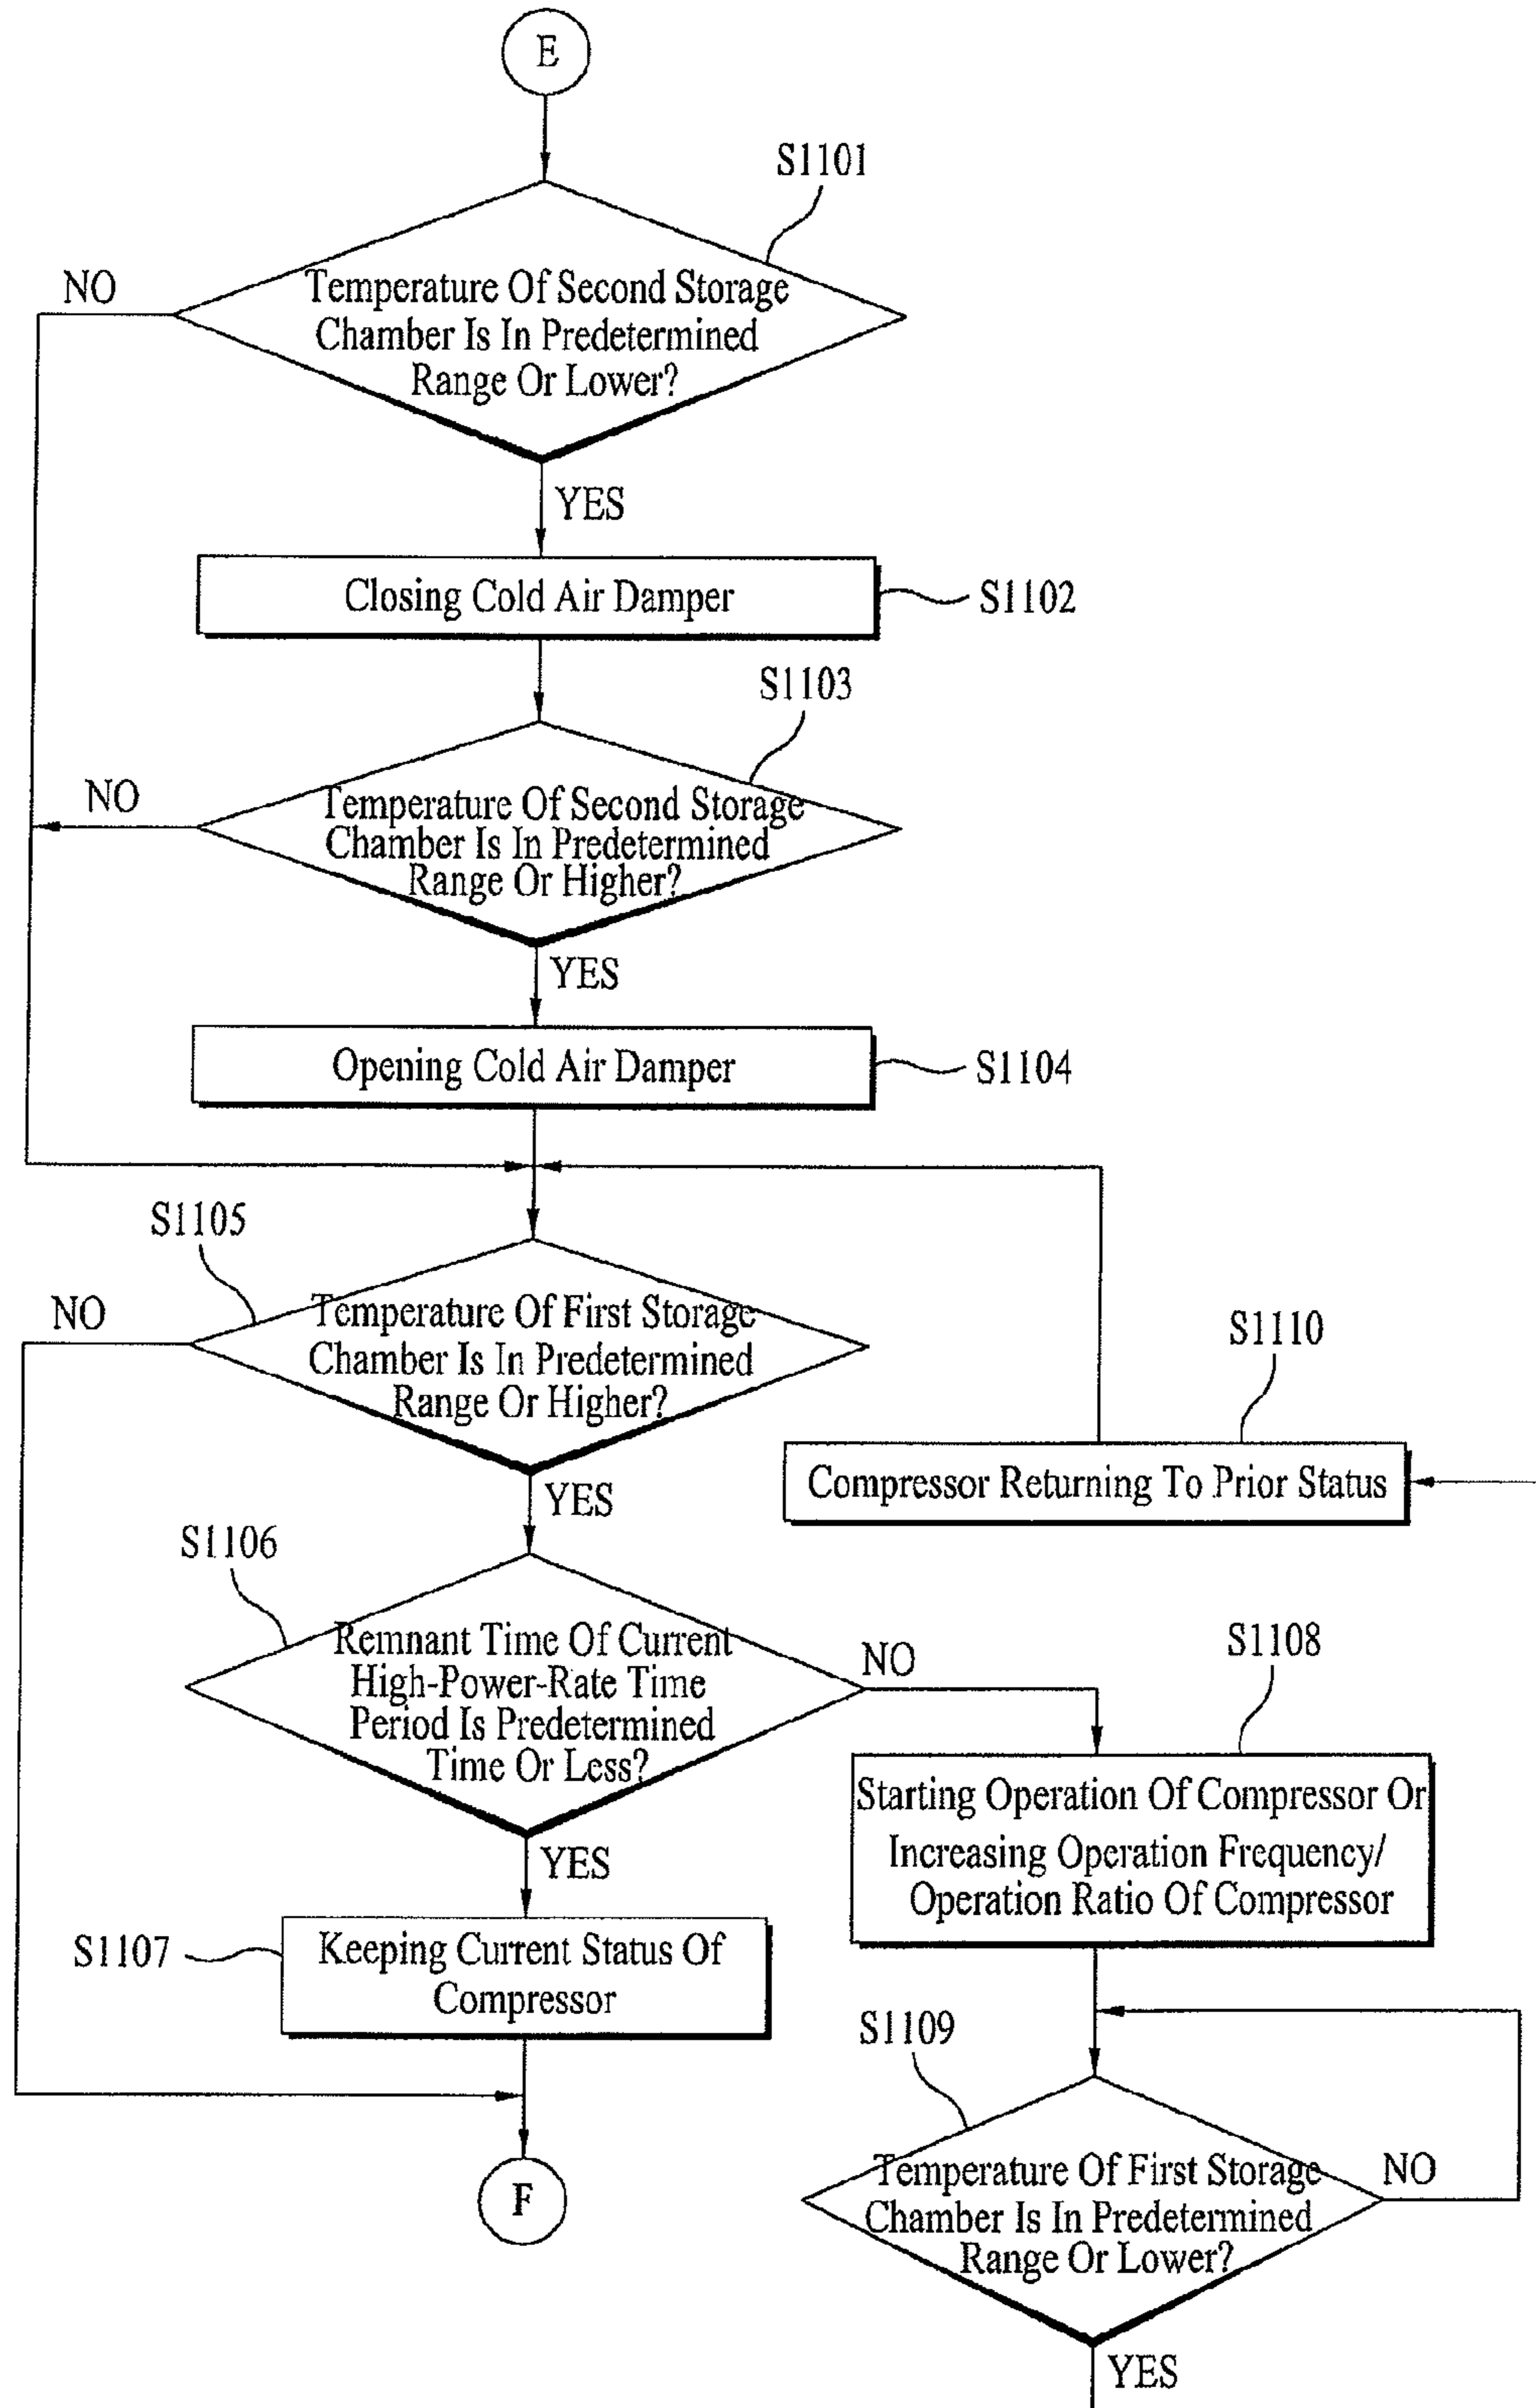 E
S1101
NO
Temperature Of Second Storage
Chamber Is In Predetermined
Range Or Lower?
YES
Closing Cold Air Damper
S1102
S1103
NO
Temperature Of Second Storage
Chamber Is In Predetermined
Range Or Higher?
YES
Opening Cold Air Damper
S1104
S1105
NO
Temperature Of First Storage
Chamber Is In Predetermined
Range Or Higher?
YES
S1110
Compressor Returning To Prior Status
S1106
Remnant Time Of Current
High-Power-Rate Time
Period Is Predetermined
Time Or Less?
NO
YES
S1108
Starting Operation Of Compressor Or
Increasing Operation Frequency/
Operation Ratio Of Compressor
S1107
Keeping Current Status Of
Compressor
F
S1109
Temperature Of First Storage
Chamber Is In Predetermined
Range Or Lower?
NO
YES